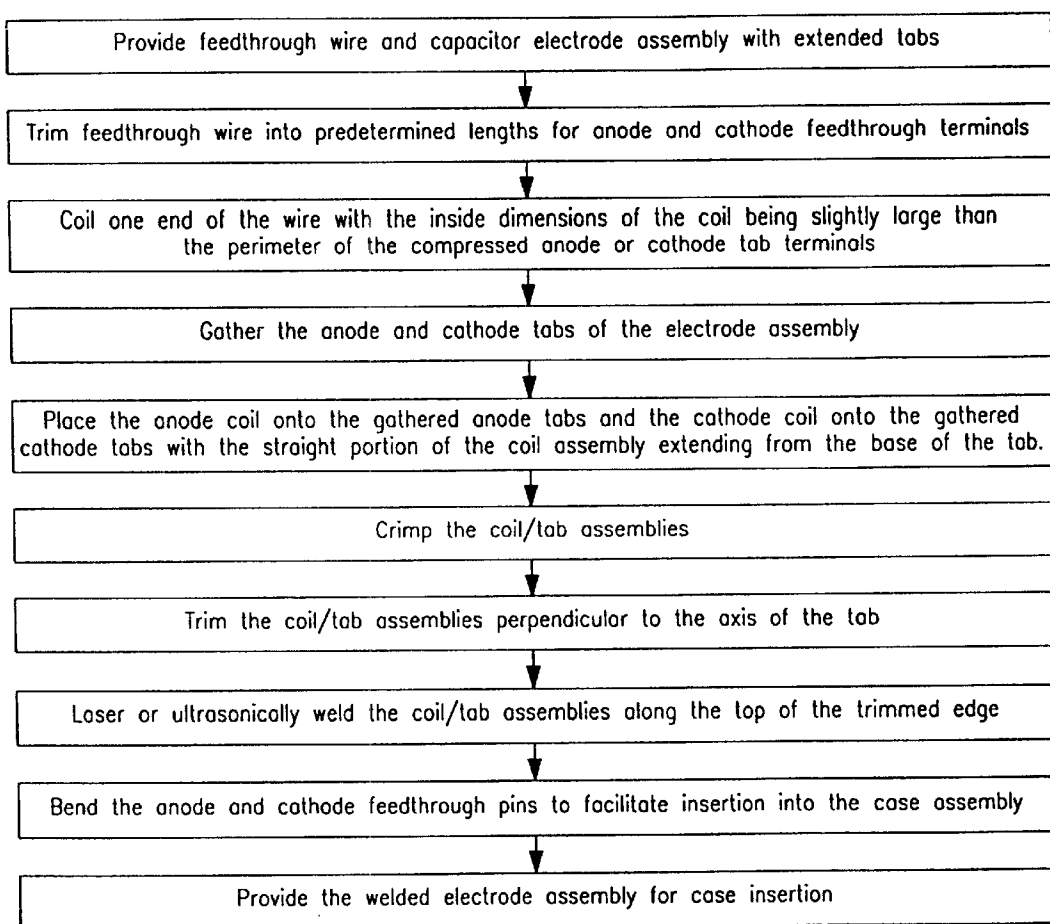 Provide feedthrough wire and capacitor electrode assembly with extended tabs
Trim feedthrough wire into predetermined lengths for anode and cathode feedthrough terminals
Coil one end of the wire with the inside dimensions of the coil being slightly large than
the perimeter of the compressed anode or cathode tab terminals
Gather the anode and cathode tabs of the electrode assembly
Place the anode coil onto the gathered anode tabs and the cathode coil onto the gathered
cathode tabs with the straight portion of the coil assembly extending from the base of the tab.
Crimp the coil/tab assemblies
Trim the coil/tab assemblies perpendicular to the axis of the tab
Laser or ultrasonically weld the coil/tab assemblies along the top of the trimmed edge
Bend the anode and cathode feedthrough pins to facilitate insertion into the case assembly
Provide the welded electrode assembly for case insertion